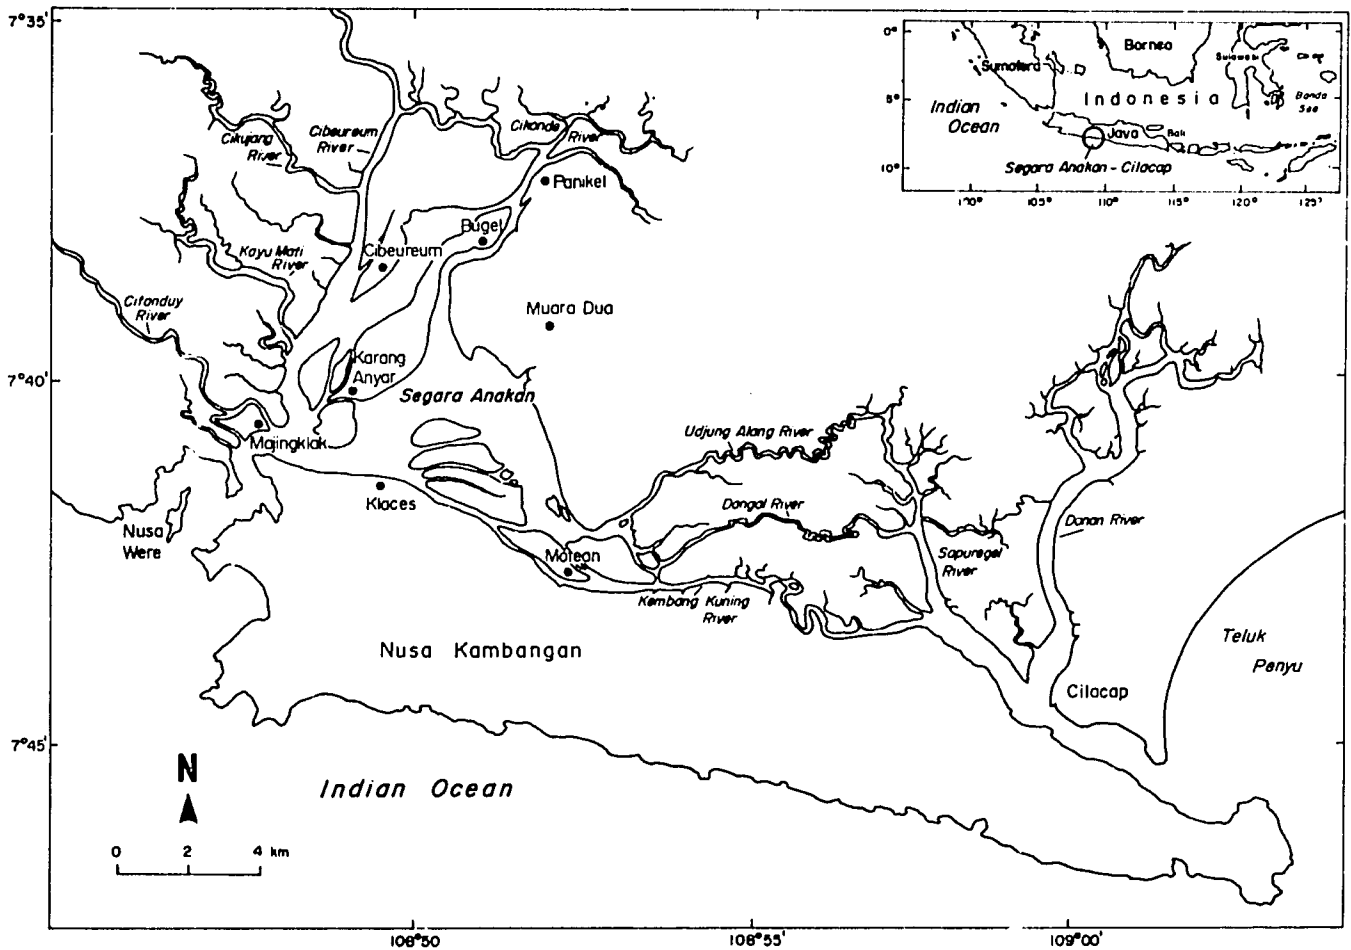 7°35'
0°
Borneo
Sulawesi
Sumatera
5°
Indonesia
Banda
Sea
Indian
Ocean
Java
Bali
Segara Anakan - Cilacap
10°
100°
105°
110°
115°
120°
125°
Cikujang
River
Cibeureum
River
Cikonde
River
Panikel
Bugel
Cibeureum
Kayu Mati
River
Citanduy
River
Muara Dua
Karang
Anyar
7°40'
Segara Anakan
Majingklak
Udjung Alang River
Klaces
Nusa
Were
Dangal River
Danan River
Motean
Sapuregel
River
Kembang Kuning
River
Nusa Kambangan
Teluk
Penyu
Cilacap
7°45'
N
Indian Ocean
0 2 4 km
108°50'
108°55'
109°00'